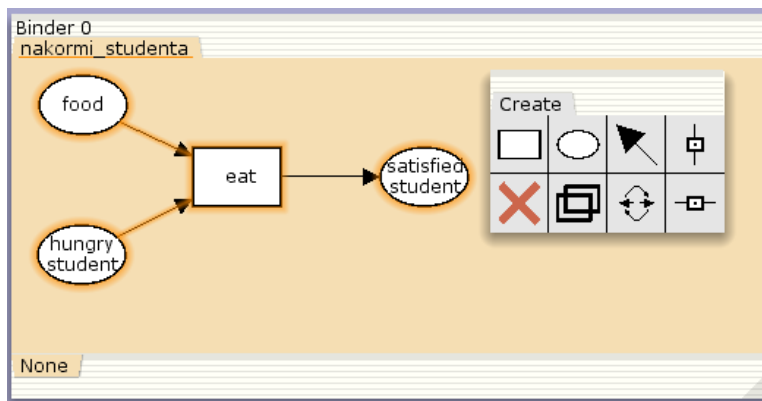 Binder 0
nakormi_studenta
food
eat
satisfied
student
hungry
student
Create
None